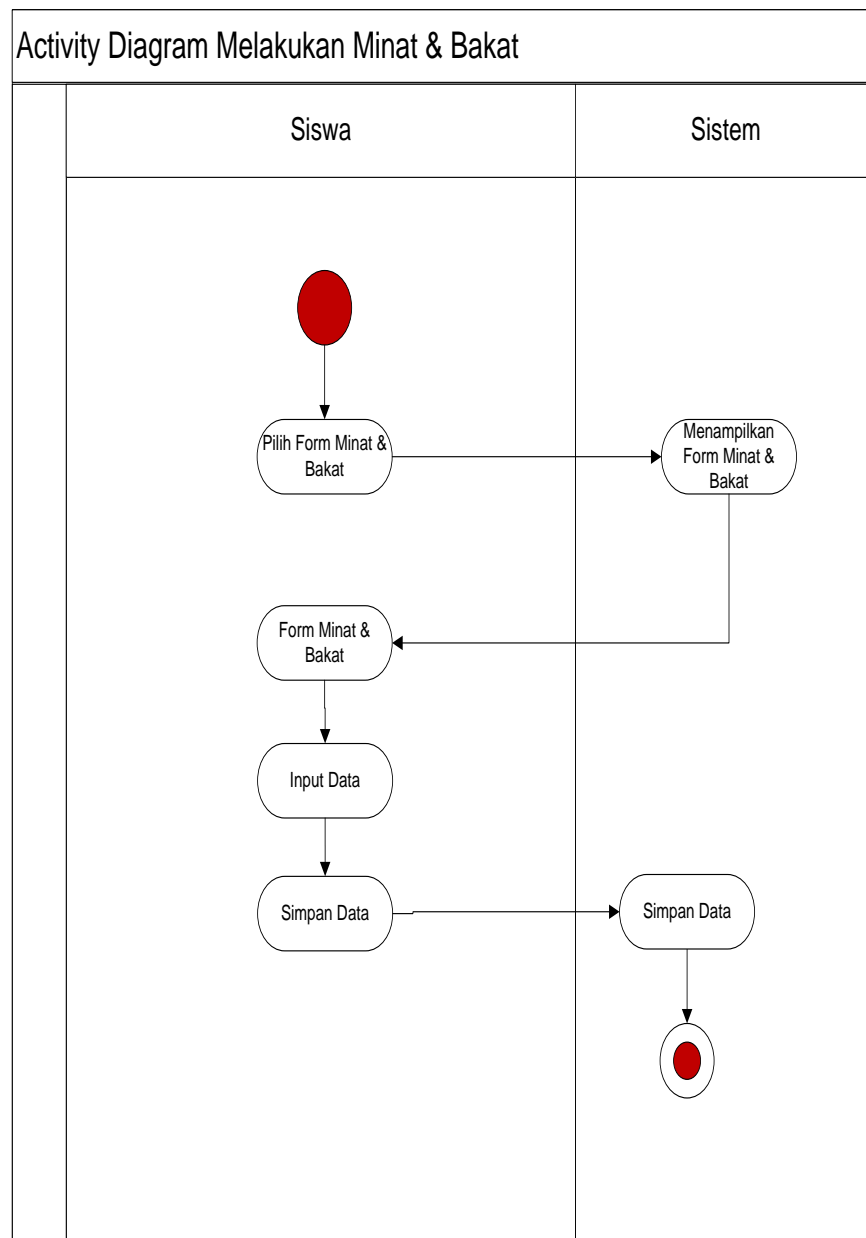 Activity Diagram Melakukan Minat & Bakat
Siswa
Sistem
Pilih Form Minat &
Bakat
Menampilkan
Form Minat &
Bakat
Form Minat &
Bakat
Input Data
Simpan Data
Simpan Data